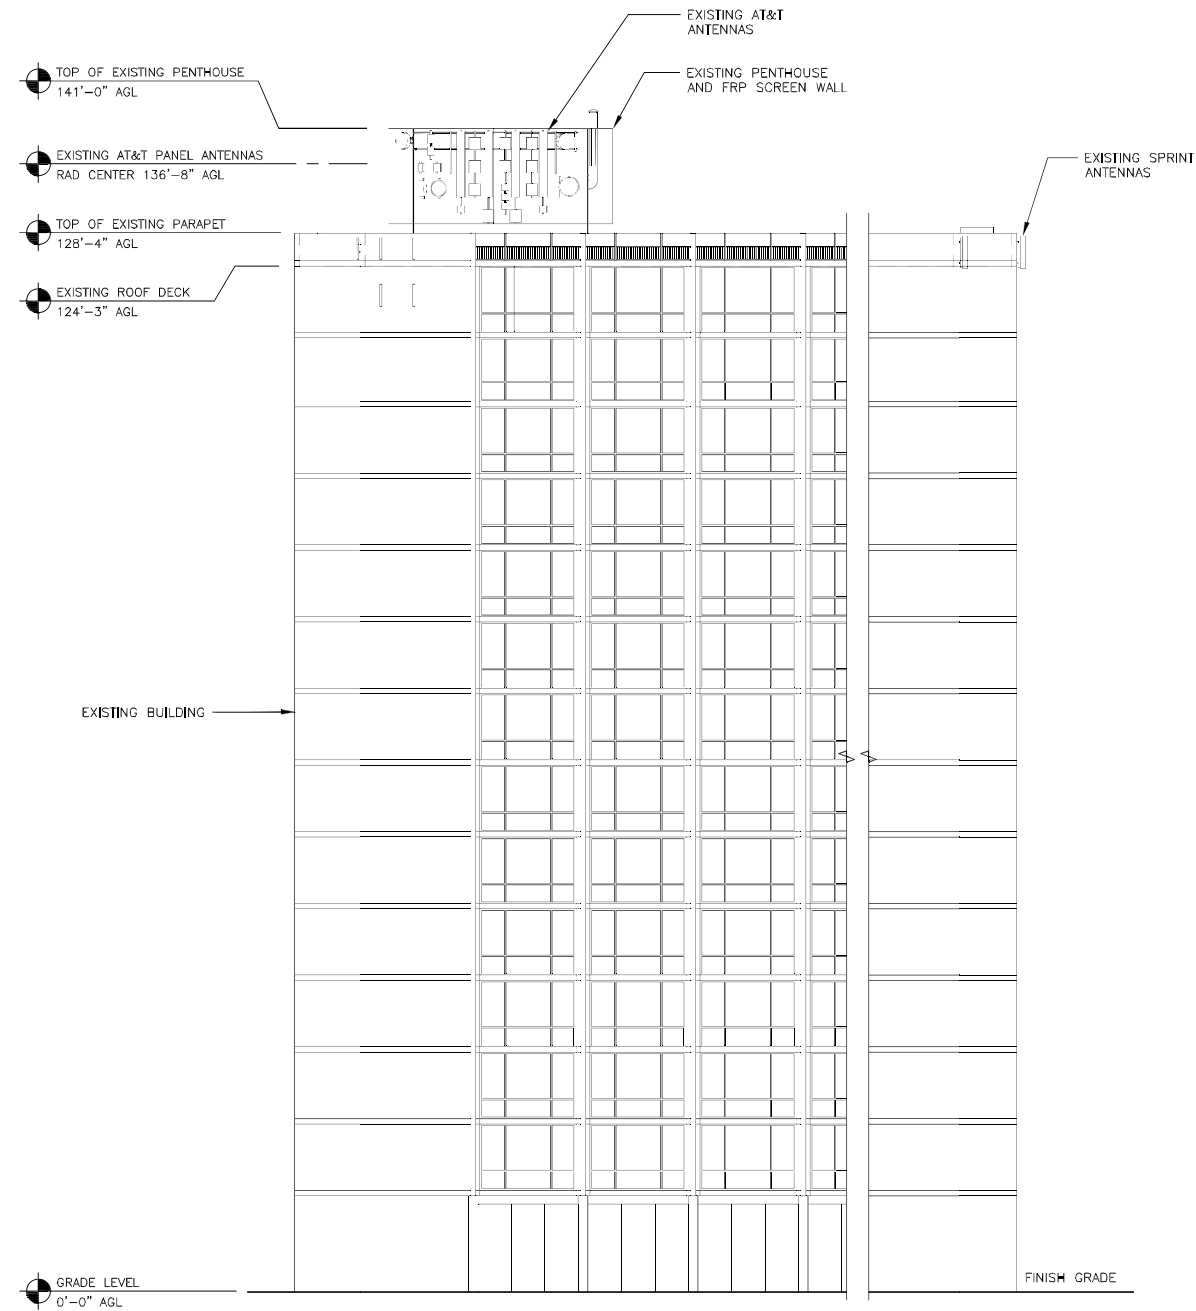 EXISTING AT&T
ANTENNAS
TOP OF EXISTING PENTHOUSE
141'-0" AGL
EXISTING PENTHOUSE
AND FRP SCREEN WALL
EXISTING AT&T PANEL ANTENNAS
RAD CENTER 136'-8" AGL
EXISTING SPRINT
ANTENNAS
TOP OF EXISTING PARAPET
128'-4" AGL
EXISTING ROOF DECK
124'-3" AGL
EXISTING BUILDING
GRADE LEVEL
0'-0" AGL
FINISH GRADE